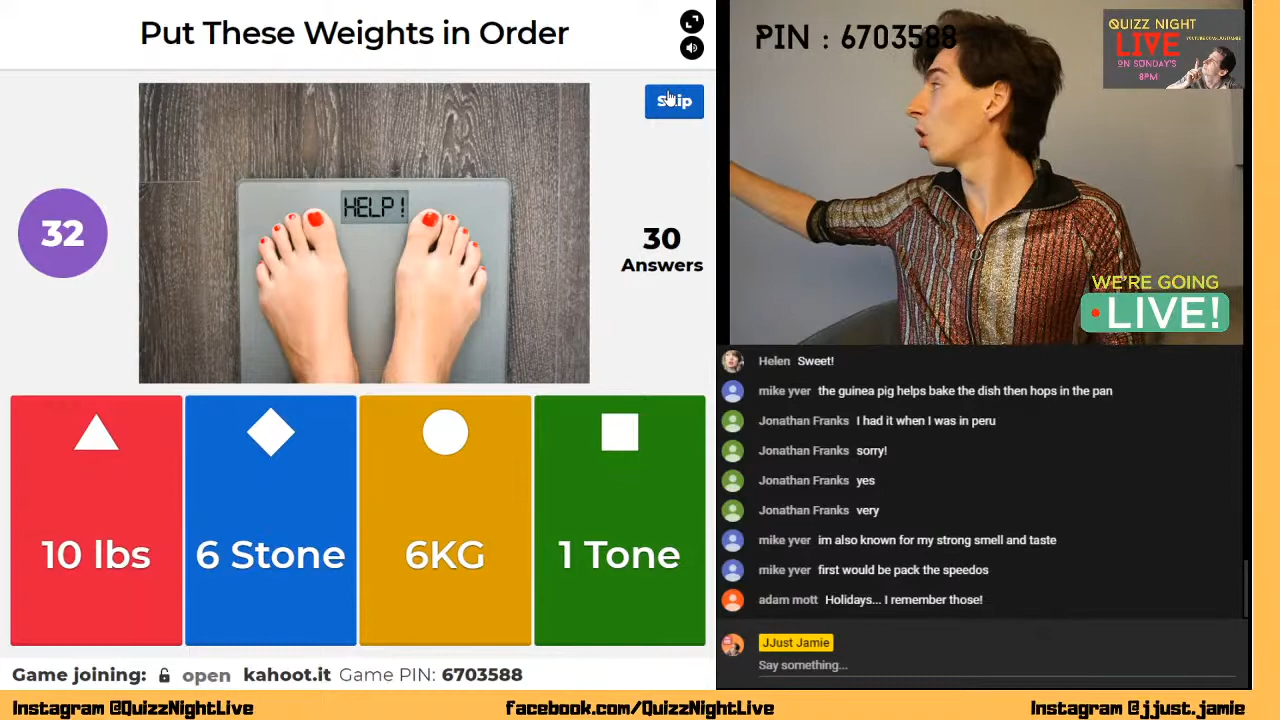 Put These Weights in Order
Skip
HELP!
32
30
Answers
10 lbs
6 Stone
6KG
1 Tone
Game joining: open kahoot.it Game PIN: 6703588
PIN : 6703588
QUIZZ NIGHT
LIVE
ON SUNDAY'S
8PM
WE'RE GOING
LIVE!
Helen Sweet!
mike yver the guinea pig helps bake the dish then hops in the pan
Jonathan Franks I had it when I was in peru
Jonathan Franks sorry!
Jonathan Franks yes
Jonathan Franks very
mike yver im also known for my strong smell and taste
mike yver first would be pack the speedos
adam mott Holidays... I remember those!
JJust Jamie
Say something...
Instagram @QuizzNightLive
facebook.com/QuizzNightLive
Instagram @jjust.jamie